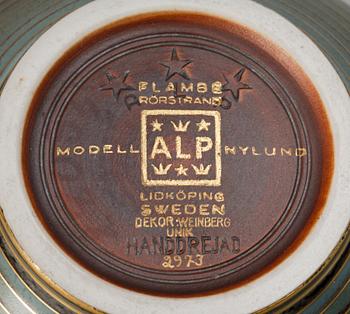 FLAMBÉ
RÖRSTRAND
MODELL ALP NYLUND
LIDKÖPING
SWEDEN
DEKOR:WEINBERG
UNIK
HANDDREJAD
2973